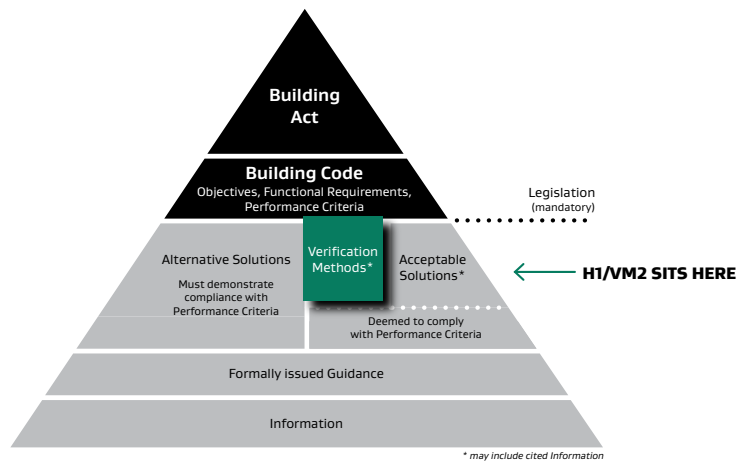 Building
Act
Building Code
Objectives, Functional Requirements,
Performance Criteria
Legislation
(mandatory)
Alternative Solutions
Must demonstrate
compliance with
Performance Criteria
Verification
Methods*
Acceptable
Solutions*
H1/VM2 SITS HERE
Deemed to comply
with Performance Criteria
Formally issued Guidance
Information
* may include cited Information